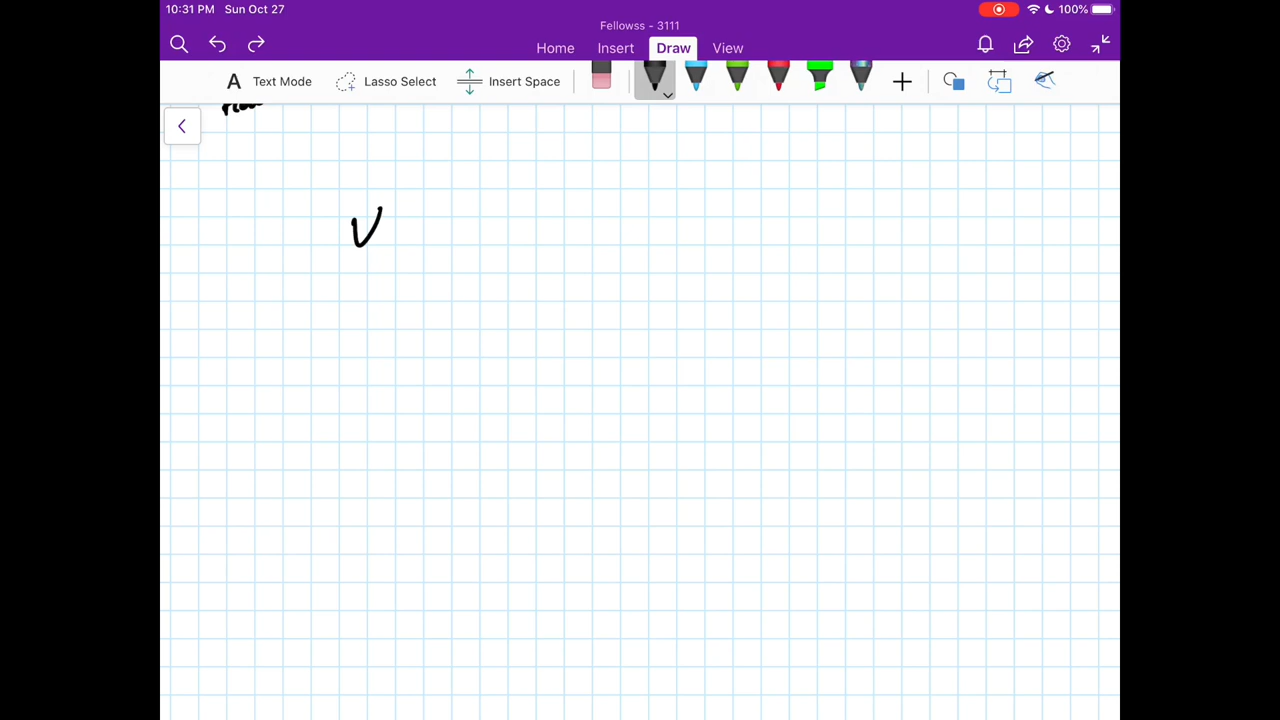 10:31 PM Sun Oct 27 100%
Fellowss - 3111
Home Insert Draw View
A Text Mode Lasso Select Insert Space
V